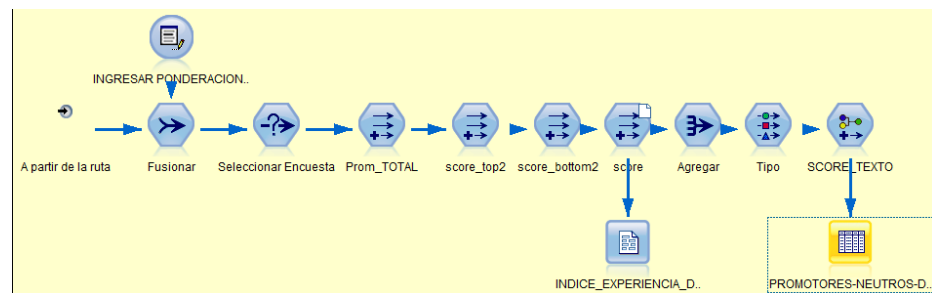 INGRESAR PONDERACION..
A partir de la ruta
Fusionar
Seleccionar Encuesta
Prom_TOTAL
score_top2
score_bottom2
score
Agregar
Tipo
SCORE_TEXTO
INDICE_EXPERIENCIA_D..
PROMOTORES-NEUTROS-D..